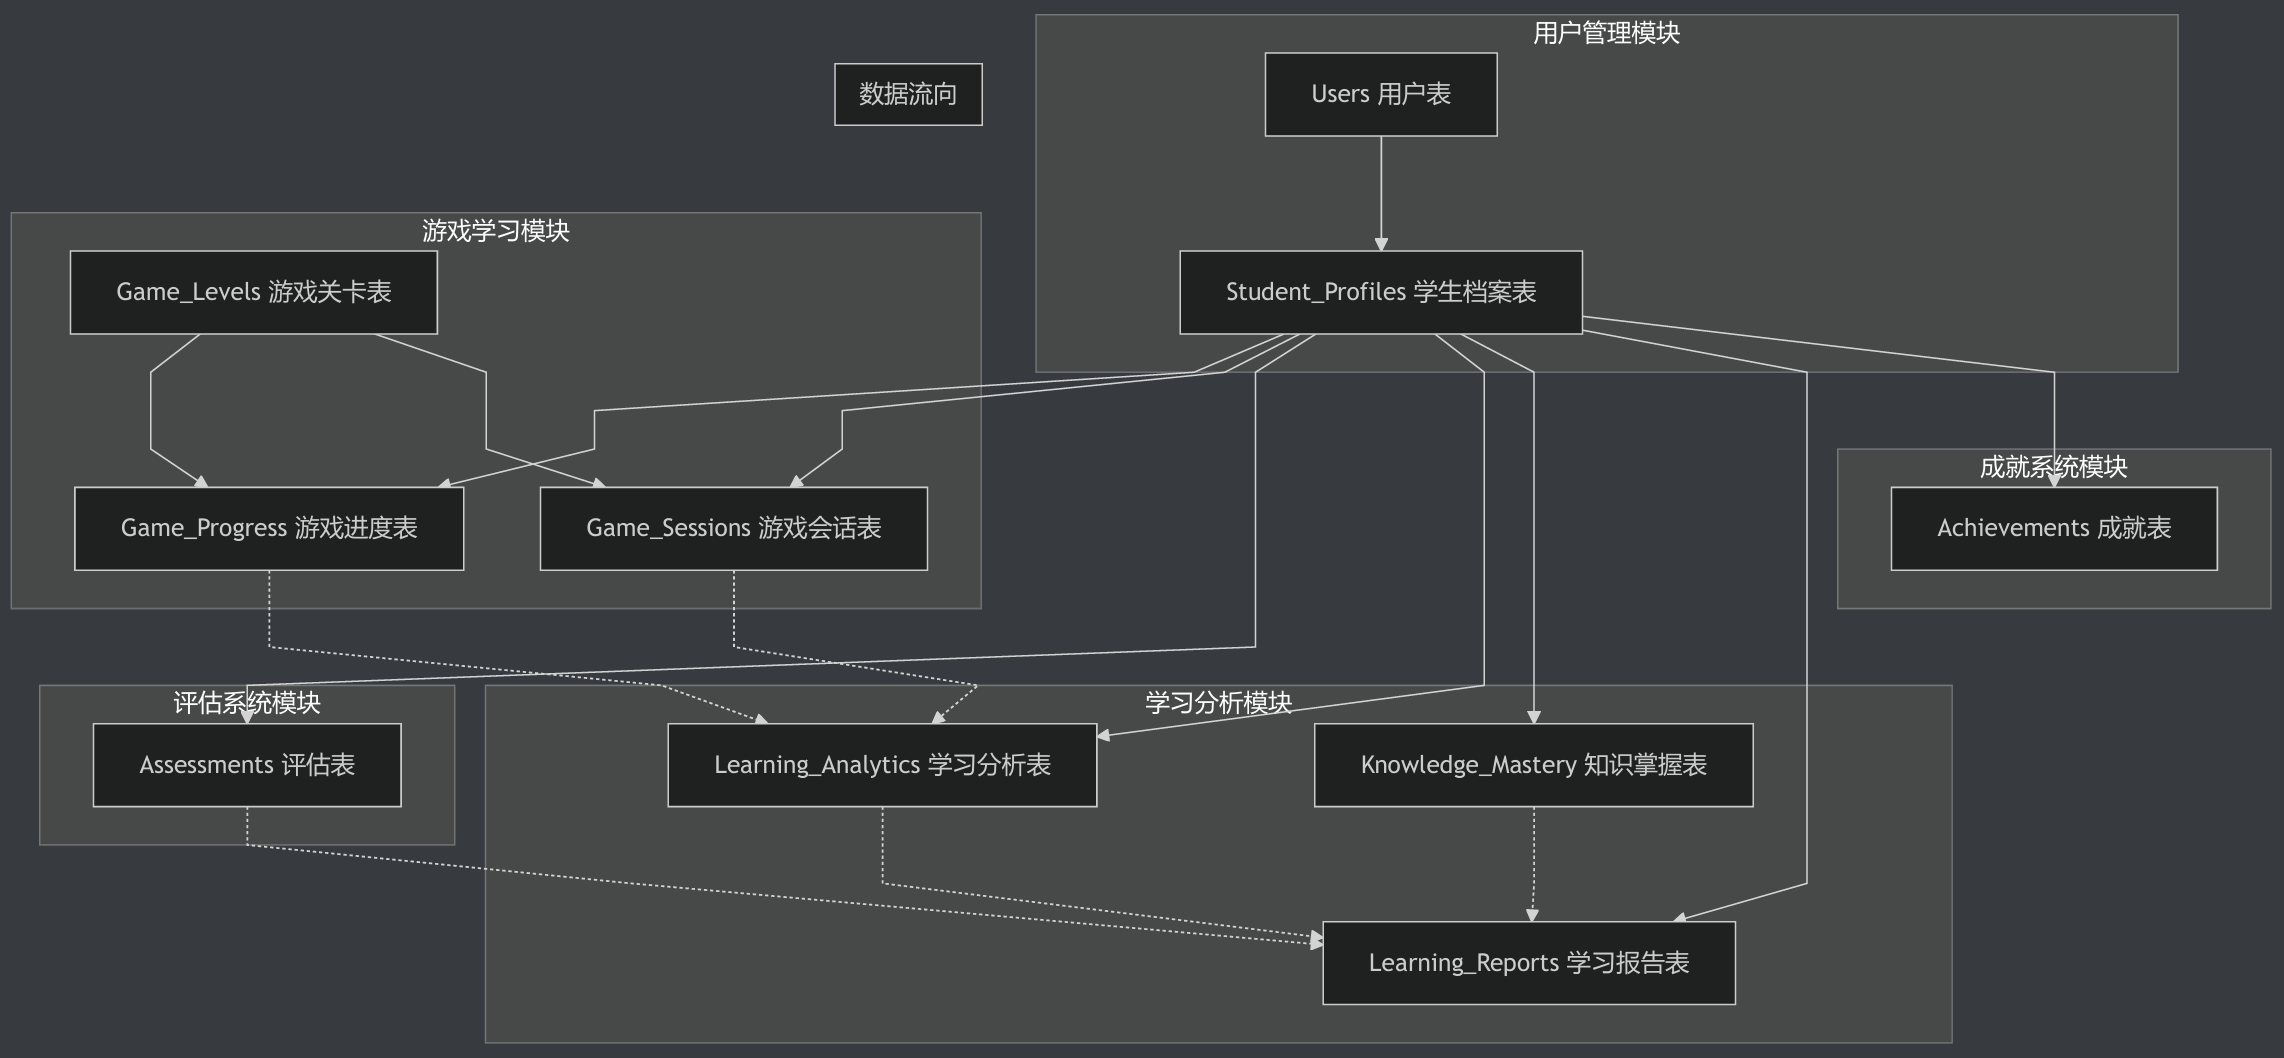 用户管理模块
数据流向
Users 用户表
游戏学习模块
Game_Levels 游戏关卡表
Student_Profiles 学生档案表
成就系统模块
Game_Progress 游戏进度表
Game_Sessions 游戏会话表
Achievements 成就表
评估系统模块
学习分析模块
Assessments 评估表
Learning_Analytics 学习分析表
Knowledge_Mastery 知识掌握表
Learning_Reports 学习报告表